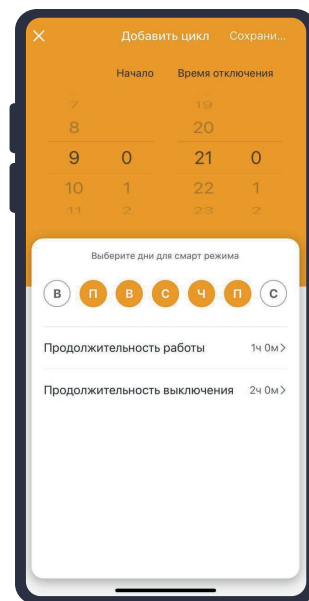 × Добавить цикл Сохрани...
Начало Время отключения
7 19
8 20
9 0 21 0
10 1 22 1
11 2 23 2
Выберите дни для смарт режима
В П В С Ч П С
Продолжительность работы 1ч 0м >
Продолжительность выключения 2ч 0м >